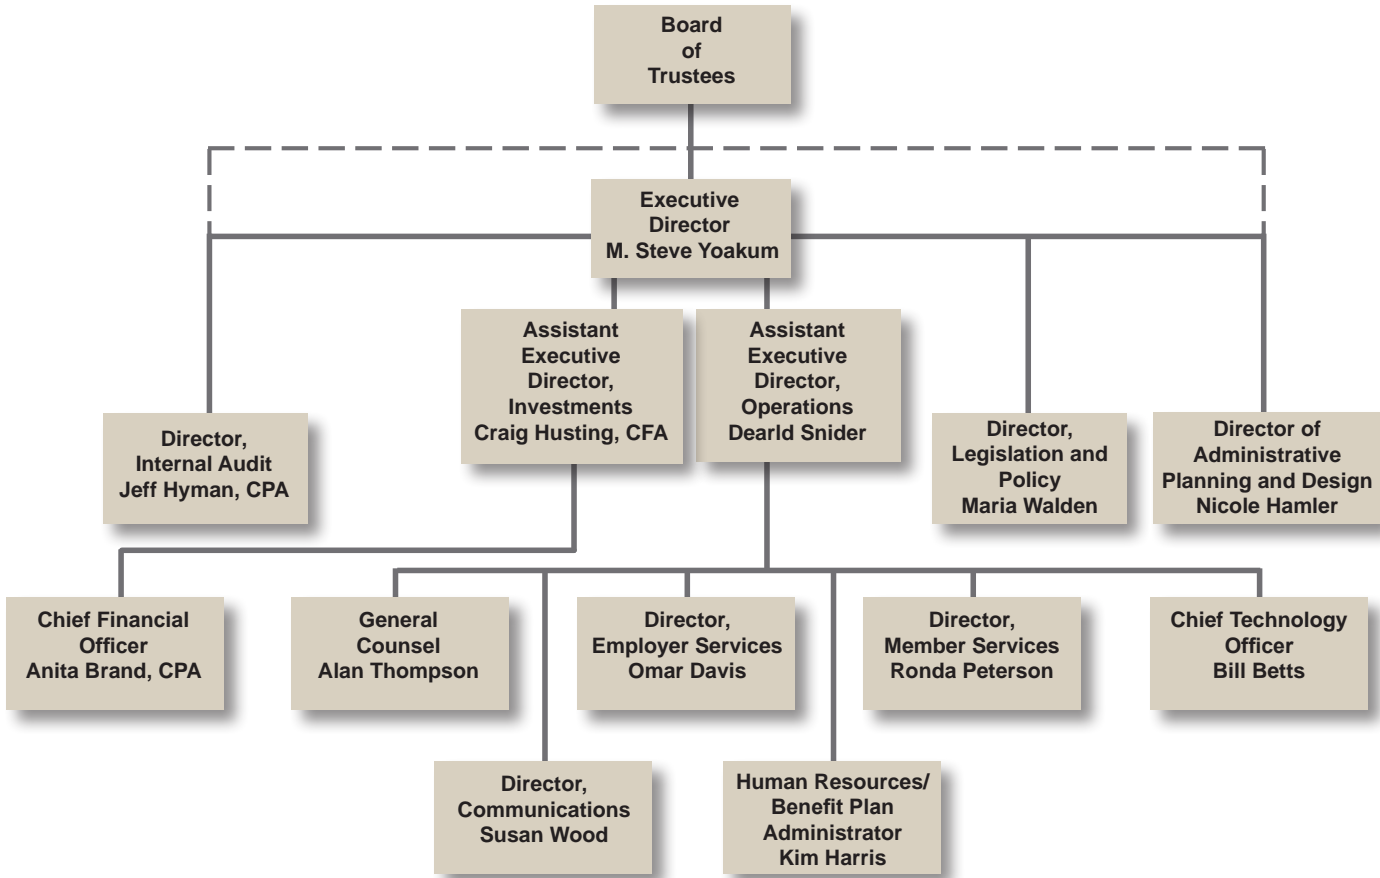 Board
of
Trustees
Executive
Director
M. Steve Yoakum
Assistant
Executive
Director,
Investments
Craig Husting, CFA
Assistant
Executive
Director,
Operations
Dearld Snider
Director,
Internal Audit
Jeff Hyman, CPA
Director,
Legislation and
Policy
Maria Walden
Director of
Administrative
Planning and Design
Nicole Hamler
Chief Financial
Officer
Anita Brand, CPA
General
Counsel
Alan Thompson
Director,
Employer Services
Omar Davis
Director,
Member Services
Ronda Peterson
Chief Technology
Officer
Bill Betts
Director,
Communications
Susan Wood
Human Resources/
Benefit Plan
Administrator
Kim Harris